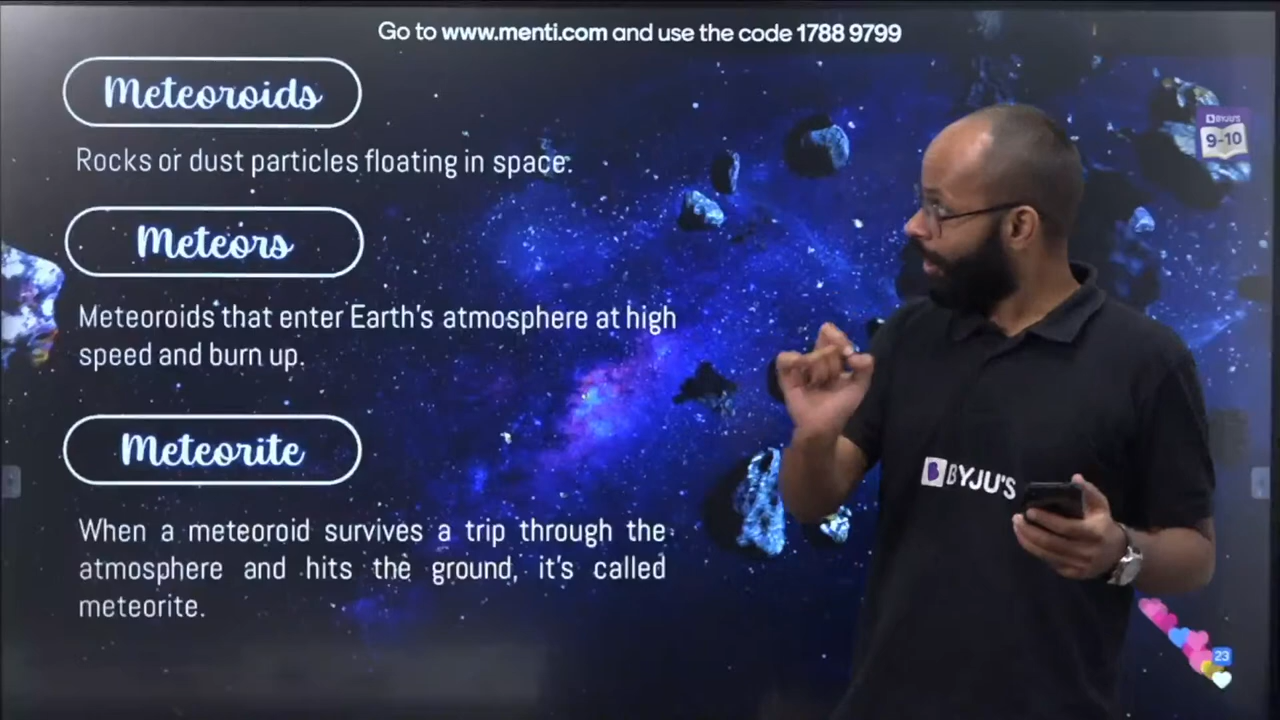 Go to www.menti.com and use the code 1788 9799
Meteoroids
Rocks or dust particles floating in space.
BYJU'S
9-10
Meteors
Meteoroids that enter Earth's atmosphere at high
speed and burn up.
Meteorite
BYJU'S
When a meteoroid survives a trip through the
atmosphere and hits the ground, it's called
meteorite.
23